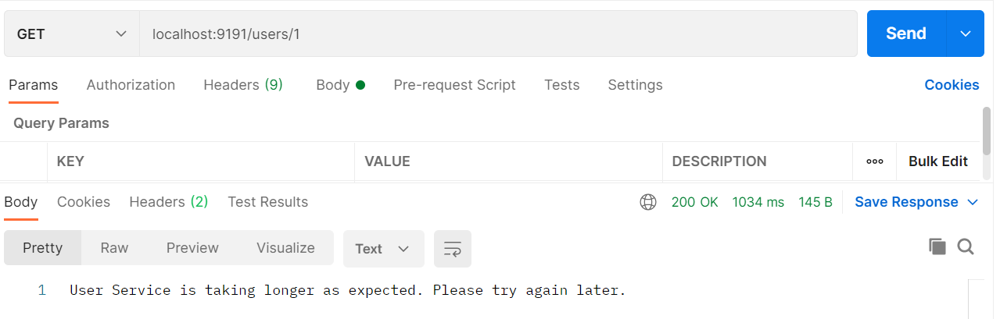 GET localhost:9191/users/1 Send
Params Authorization Headers (9) Body Pre-request Script Tests Settings Cookies
Query Params
KEY VALUE DESCRIPTION Bulk Edit
Body Cookies Headers (2) Test Results 200 OK 1034 ms 145 B Save Response
Pretty Raw Preview Visualize Text
1 User Service is taking longer as expected. Please try again later.